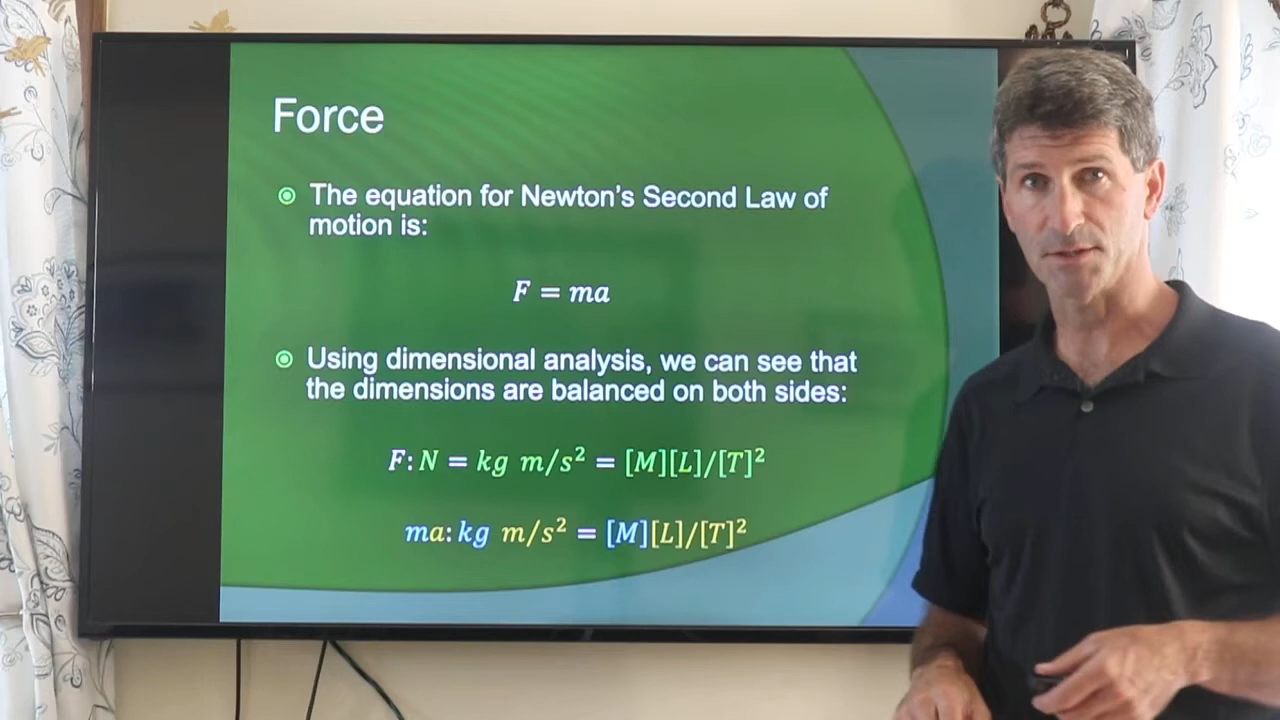 Force
The equation for Newton's Second Law of
motion is:
F = ma
Using dimensional analysis, we can see that
the dimensions are balanced on both sides:
F: N = kg m/s² = [M][L]/[T]²
ma: kg m/s² = [M][L]/[T]²